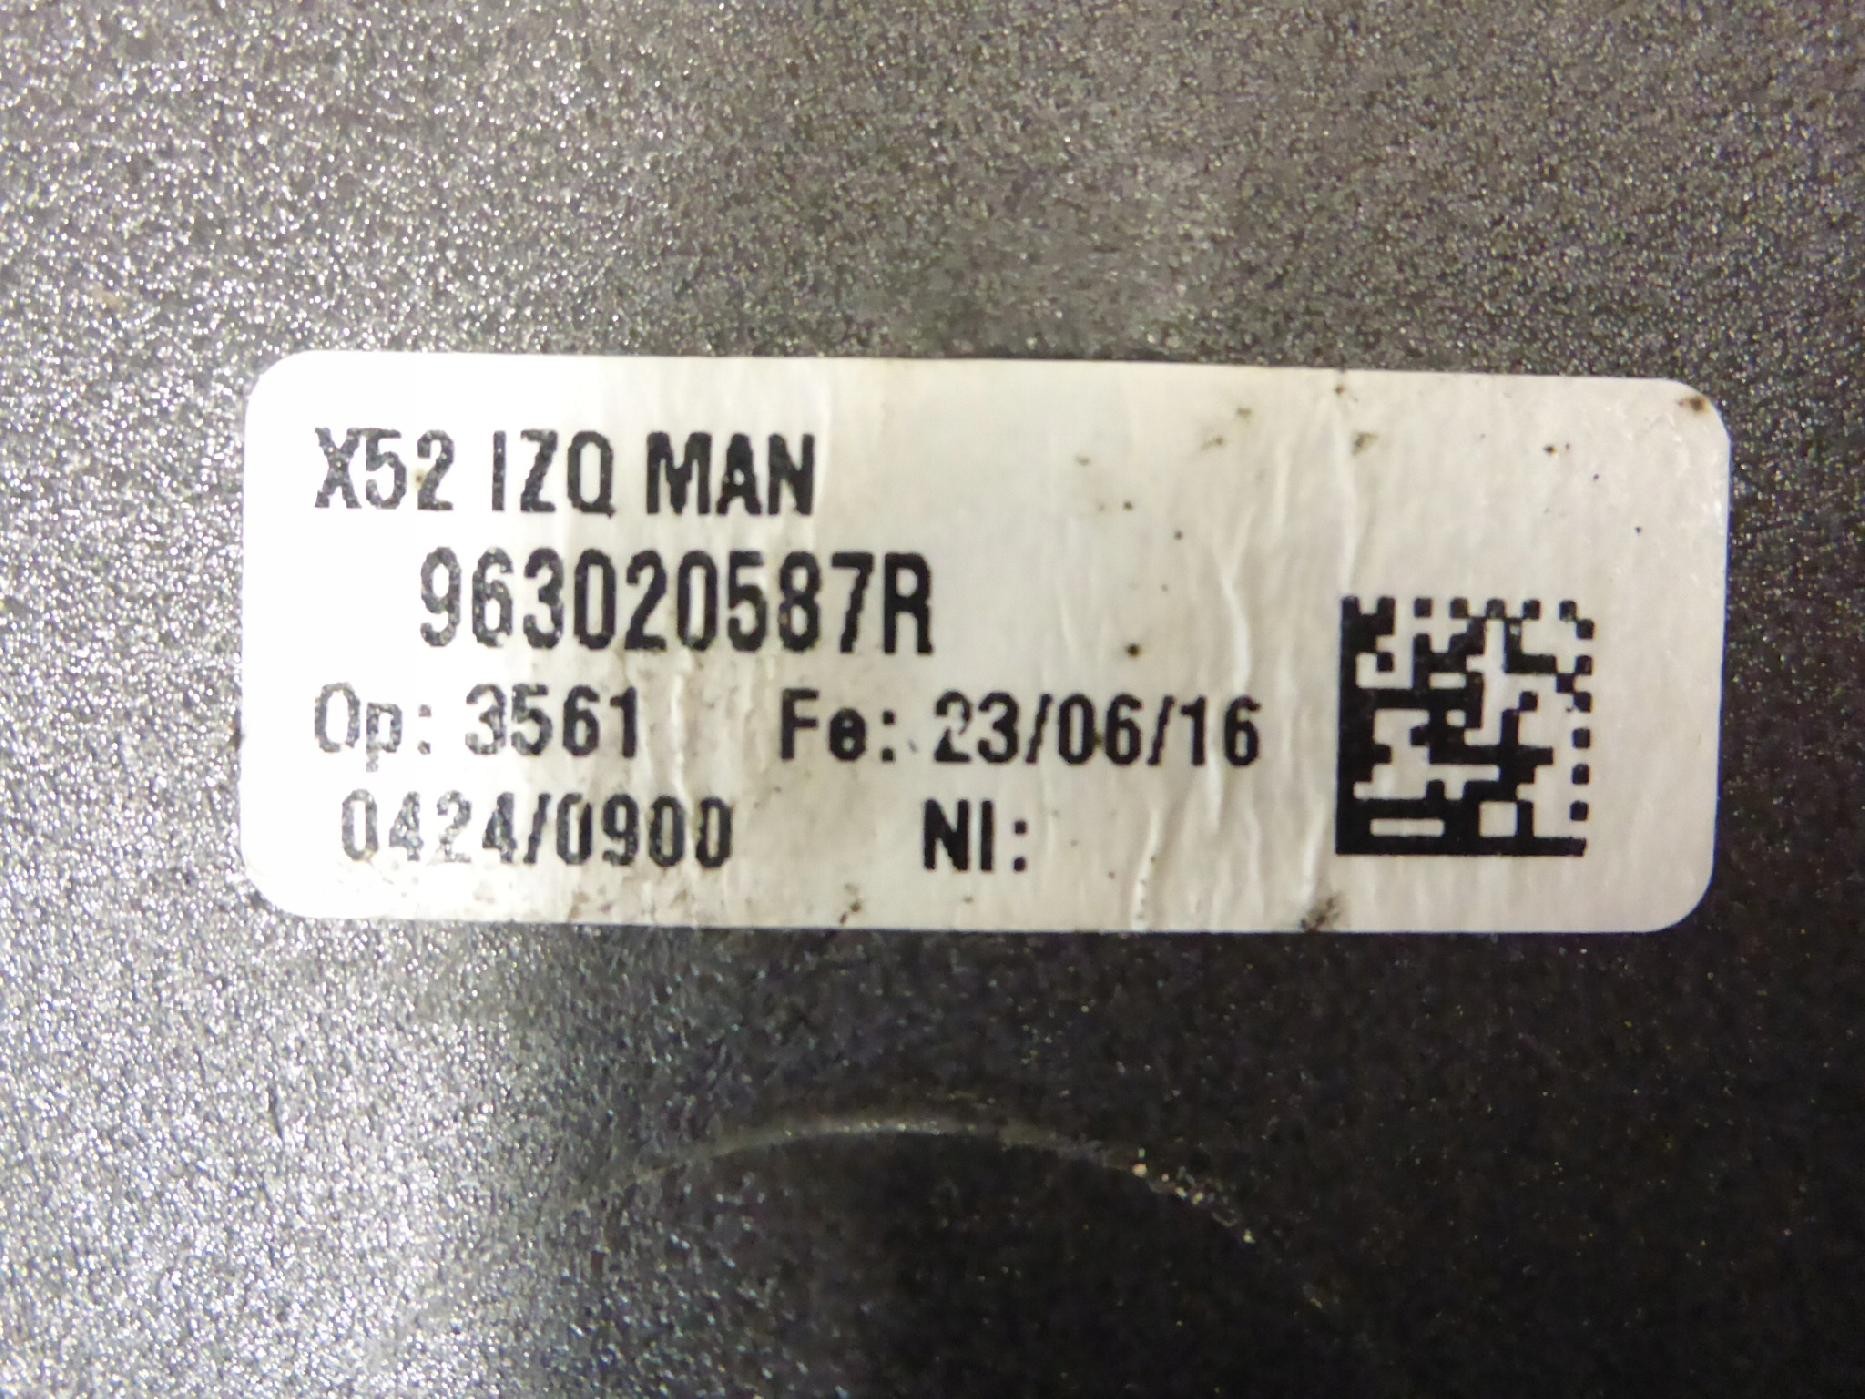 X52 IZQ MAN
963020587R
Op: 3561 Fe: 23/06/16
0424/0900 NI: